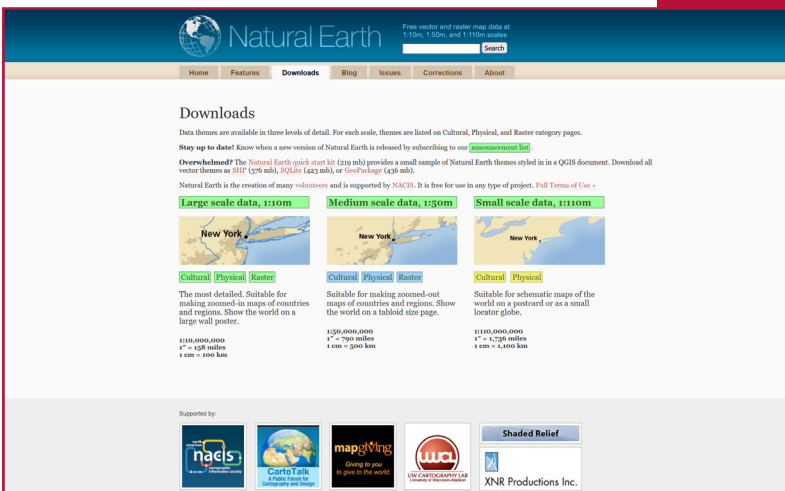 Natural Earth
Free vector and raster map data at
1:10m, 1:50m, and 1:110m scales
Search
Home Features Downloads Blog Issues Corrections About
Downloads
Data themes are available in three levels of detail. For each scale, themes are listed on Cultural, Physical, and Raster category pages.
Stay up to date! Know when a new version of Natural Earth is released by subscribing to our announcement list .
Overwhelmed? The Natural Earth quick start kit (219 mb) provides a small sample of Natural Earth themes styled in in a QGIS document. Download all
vector themes as SHP (576 mb), SQLite (423 mb), or GeoPackage (436 mb).
Natural Earth is the creation of many volunteers and is supported by NACIS. It is free for use in any type of project. Full Terms of Use »
Large scale data, 1:10m
New York
Cultural Physical Raster
The most detailed. Suitable for
making zoomed-in maps of countries
and regions. Show the world on a
large wall poster.
1:10,000,000
1″ = 158 miles
1 cm = 100 km
Medium scale data, 1:50m
New York
Cultural Physical Raster
Suitable for making zoomed-out
maps of countries and regions. Show
the world on a tabloid size page.
1:50,000,000
1″ = 790 miles
1 cm = 500 km
Small scale data, 1:110m
New York
Cultural Physical
Suitable for schematic maps of the
world on a postcard or as a small
locator globe.
1:110,000,000
1″ = 1,736 miles
1 cm = 1,100 km
Supported by:
north
american
nacis
cartographic
information society
CartoTalk
A Public Forum for
Cartography and Design
mapgiving
Giving to you
to give to the world.
uwcl
UW CARTOGRAPHY LAB
University of Wisconsin-Madison
Shaded Relief
XNR Productions Inc.